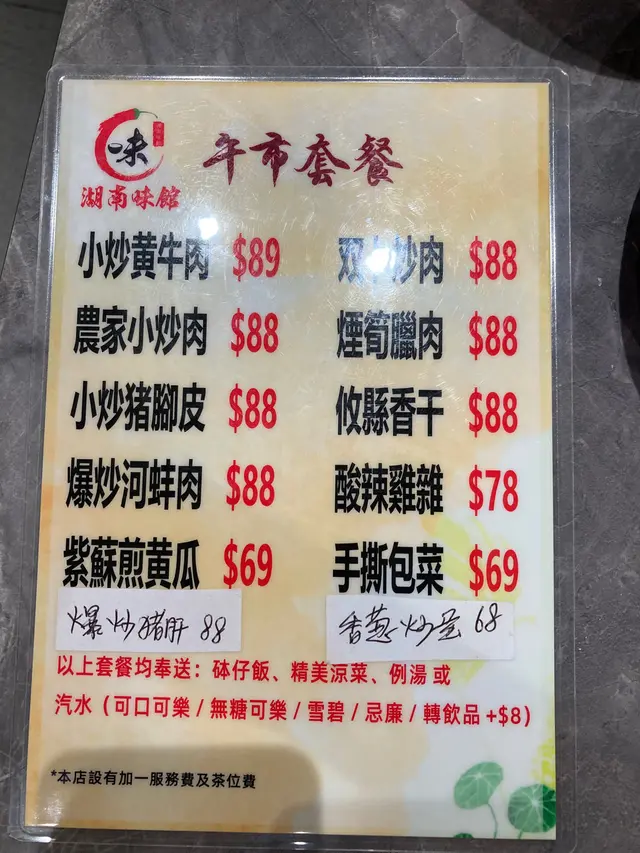 味
湖南味館
午市套餐
小炒黄牛肉 $89
双 炒肉 $88
農家小炒肉 $88
煙筍臘肉 $88
小炒猪腳皮 $88
攸縣香干 $88
爆炒河蚌肉 $88
酸辣雞雜 $78
紫蘇煎黄瓜 $69
手撕包菜 $69
爆炒猪肝 88
香葱炒蛋 68
以上套餐均奉送：砵仔飯、精美涼菜、例湯 或
汽水（可口可樂 / 無糖可樂 / 雪碧 / 忌廉 / 轉飲品 +$8）
*本店設有加一服務費及茶位費